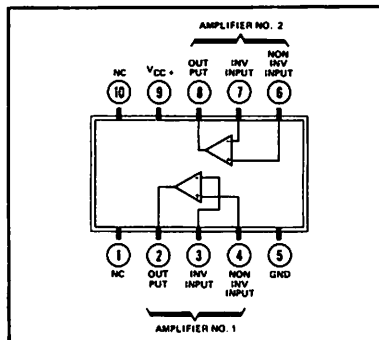 AMPLIFIER NO. 2
NC
VCC +
OUT PUT
INV INPUT
NON INV INPUT
10
9
8
7
6
1
2
3
4
5
NC
OUT PUT
INV INPUT
NON INV INPUT
GND
AMPLIFIER NO. 1